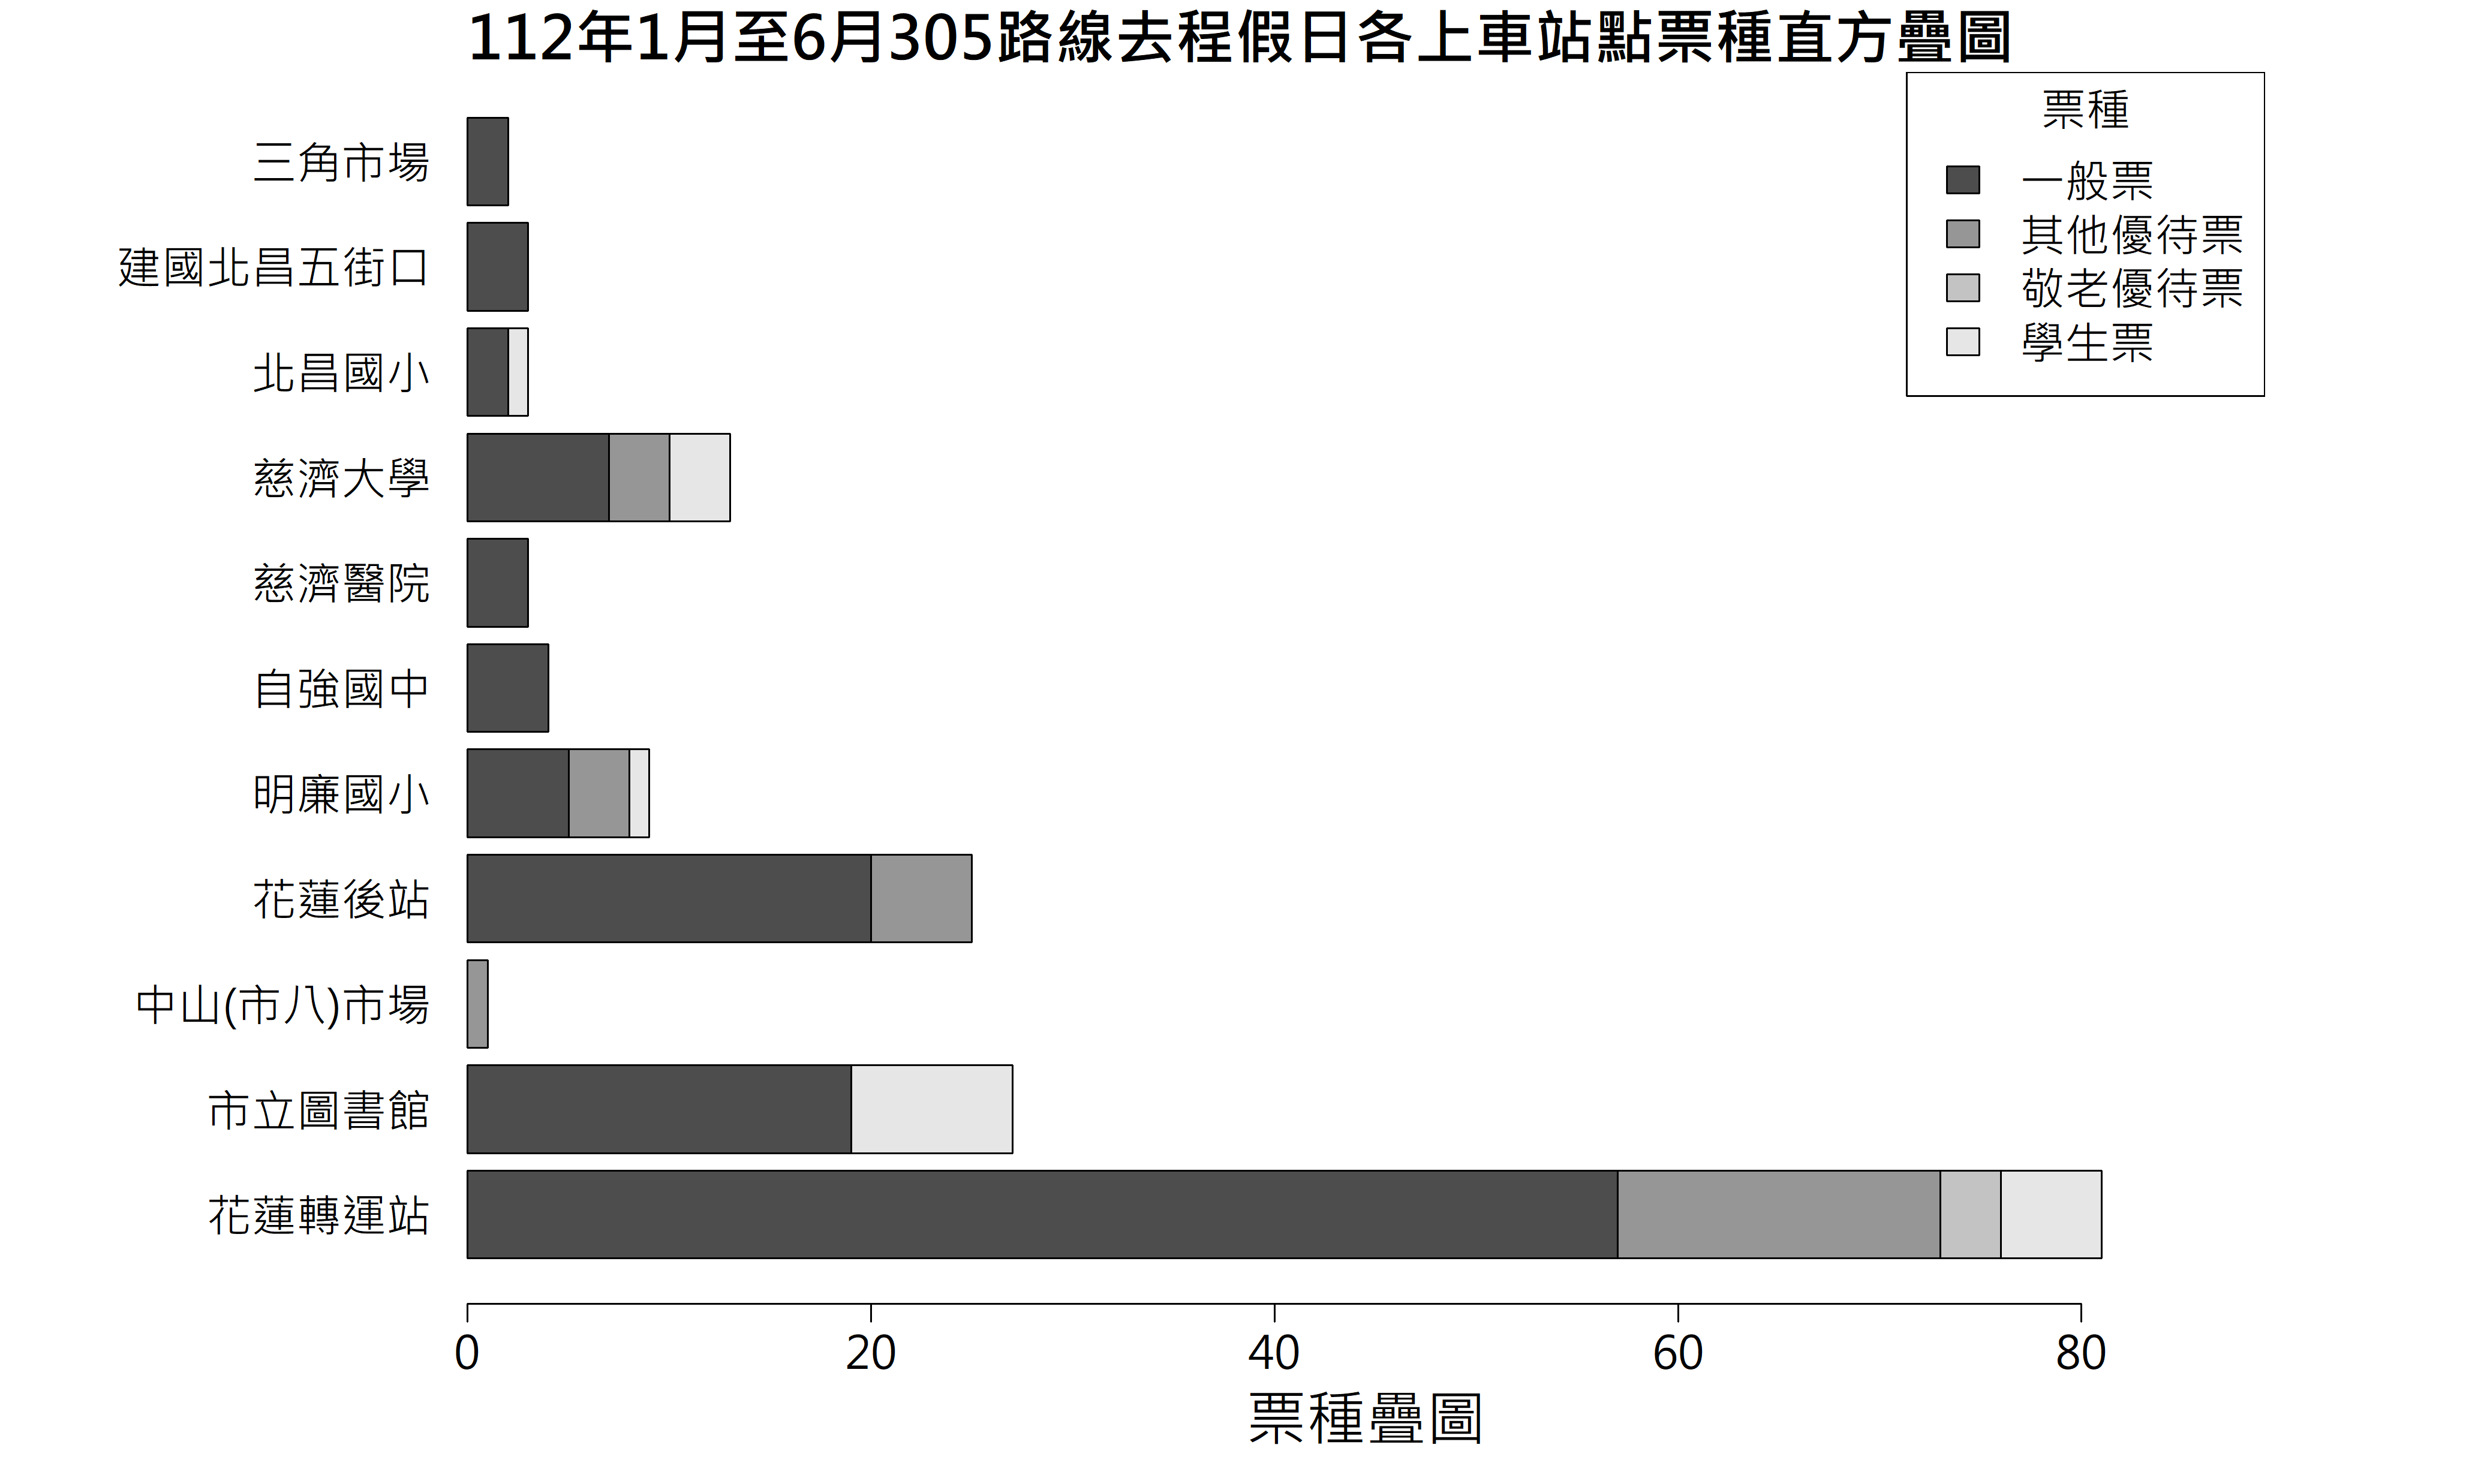 112年1月至6月305路線去程假日各上車站點票種直方疊圖
票種
一般票
其他優待票
敬老優待票
學生票
三角市場
建國北昌五街口
北昌國小
慈濟大學
慈濟醫院
自強國中
明廉國小
花蓮後站
中山(市八)市場
市立圖書館
花蓮轉運站
0 20 40 60 80
票種疊圖